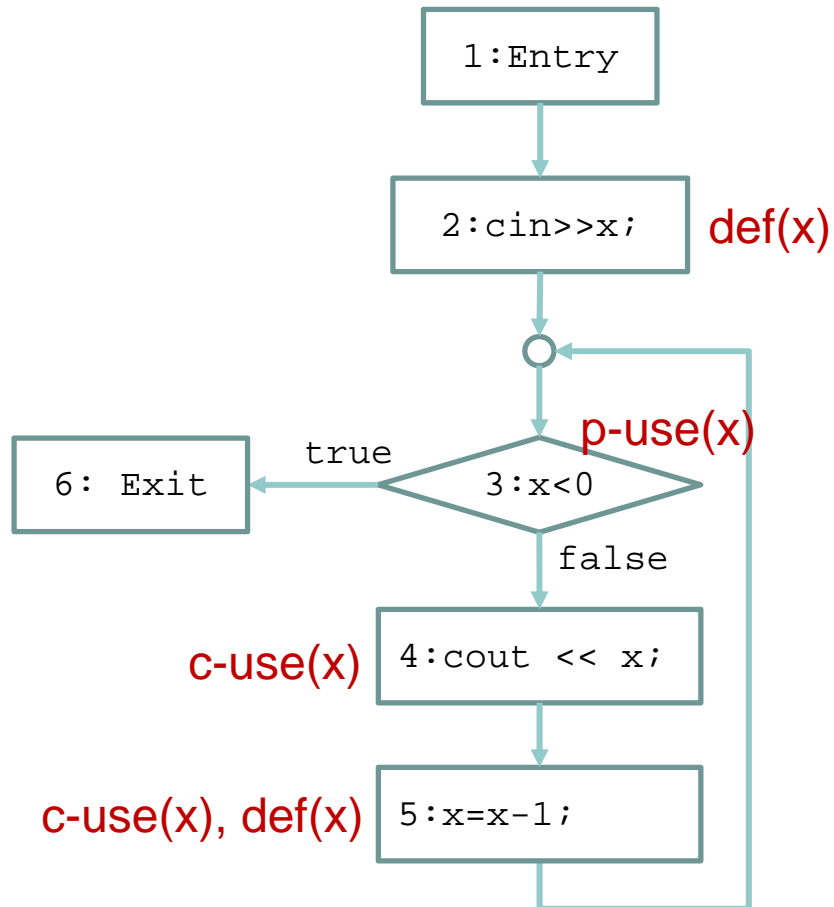 1:Entry
2:cin>>x;
def(x)
p-use(x)
true
6: Exit
3:x<0
false
c-use(x)
4:cout << x;
c-use(x), def(x)
5:x=x-1;